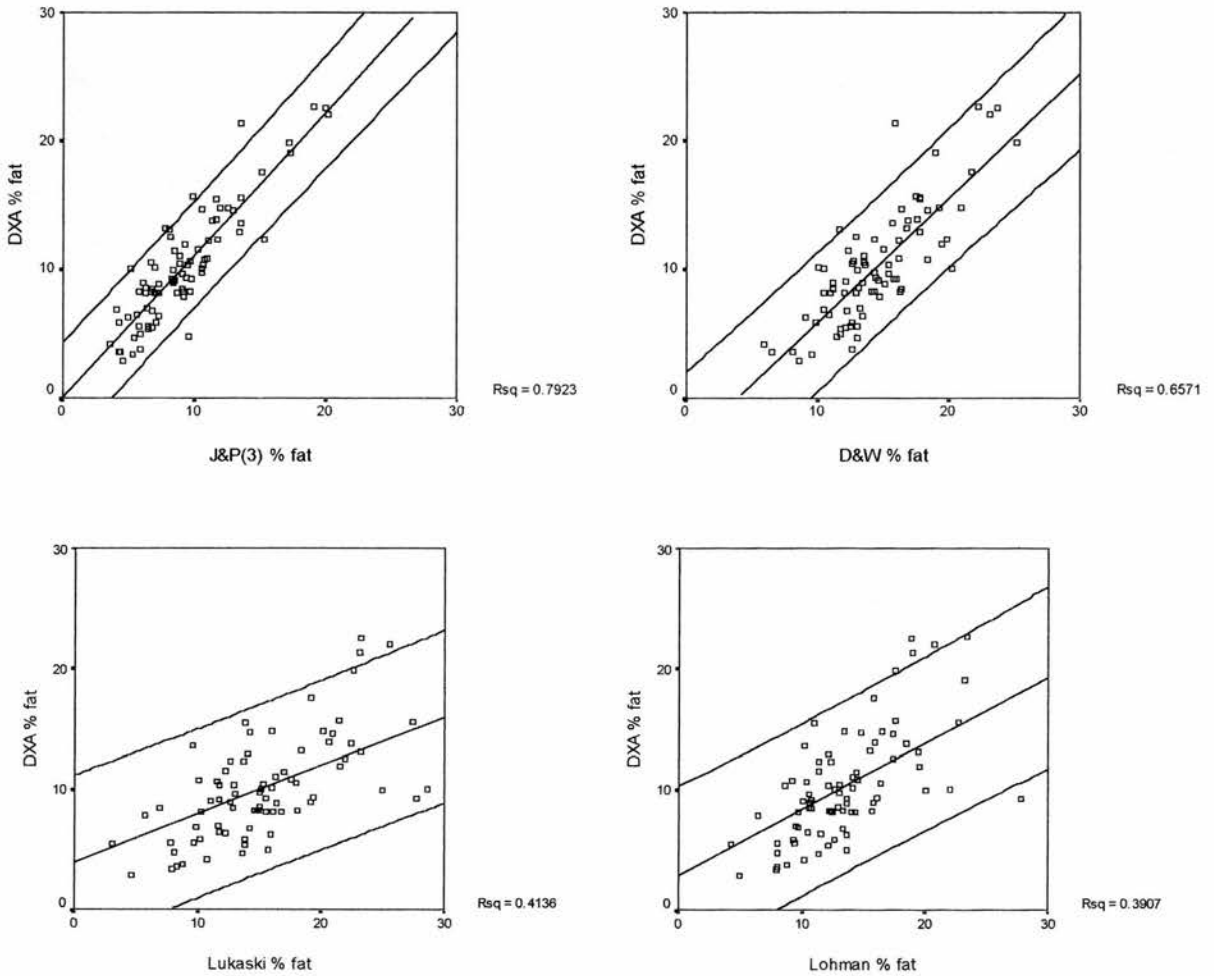 30
20
10
0
DXA % fat
0 10 20 30
J&P(3) % fat
Rsq = 0.7923
30
20
10
0
DXA % fat
0 10 20 30
D&W % fat
Rsq = 0.6571
30
20
10
0
DXA % fat
0 10 20 30
Lukaski % fat
Rsq = 0.4136
30
20
10
0
DXA % fat
0 10 20 30
Lohman % fat
Rsq = 0.3907